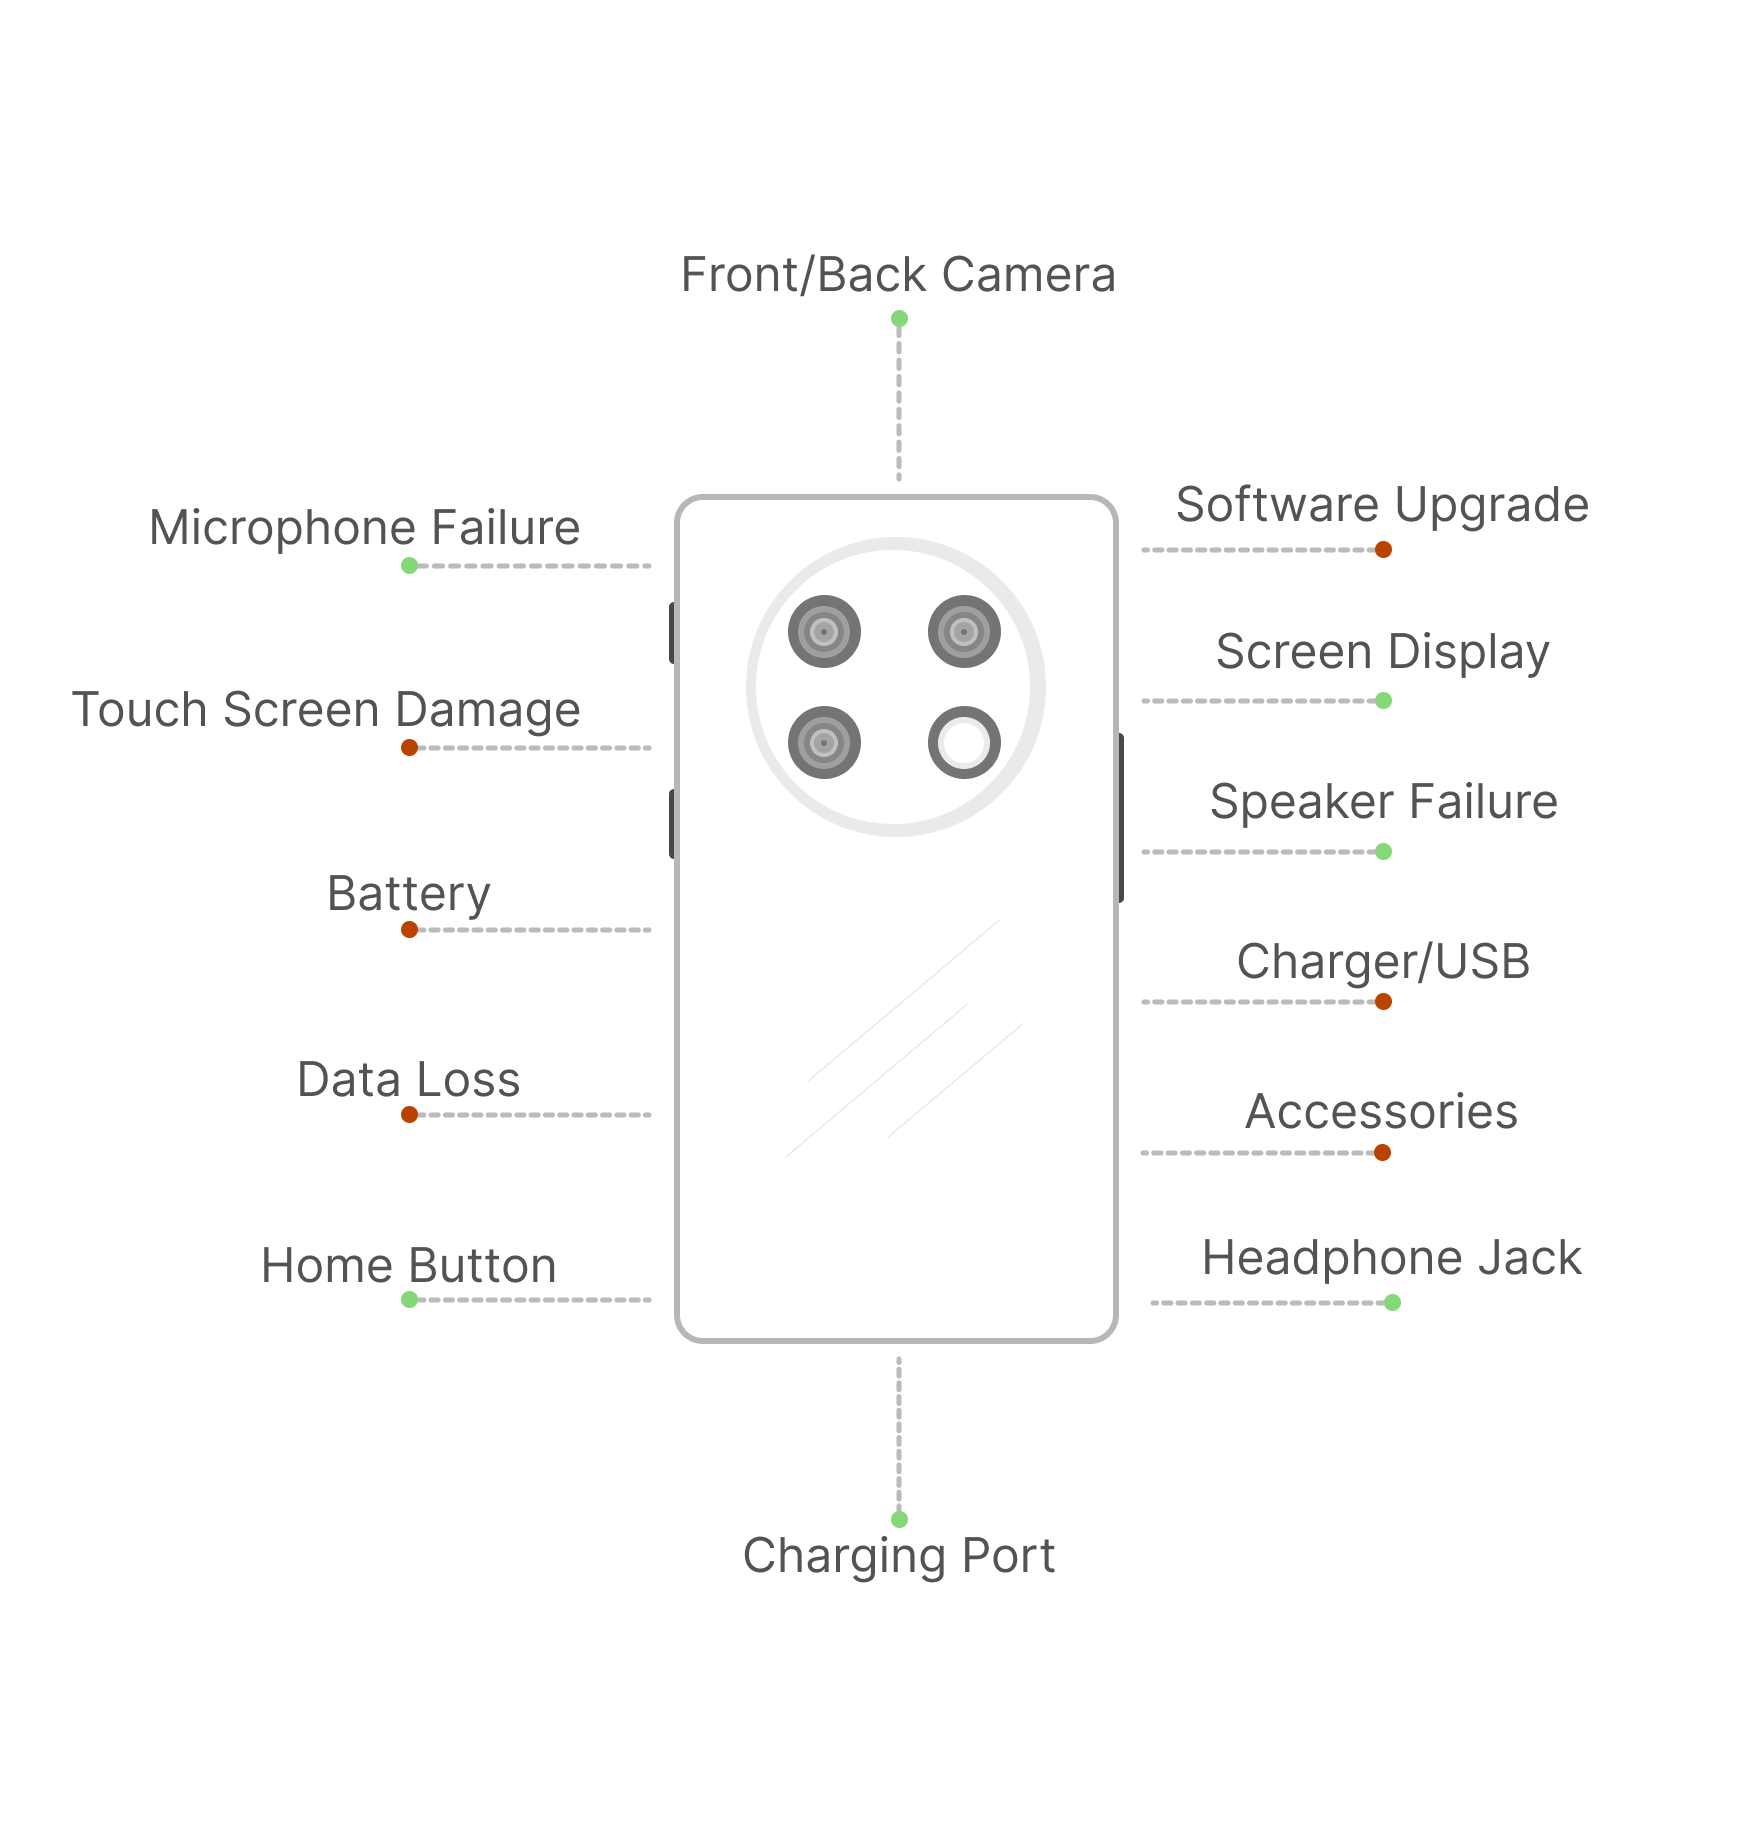 Front/Back Camera
Microphone Failure
Touch Screen Damage
Battery
Data Loss
Home Button
Software Upgrade
Screen Display
Speaker Failure
Charger/USB
Accessories
Headphone Jack
Charging Port